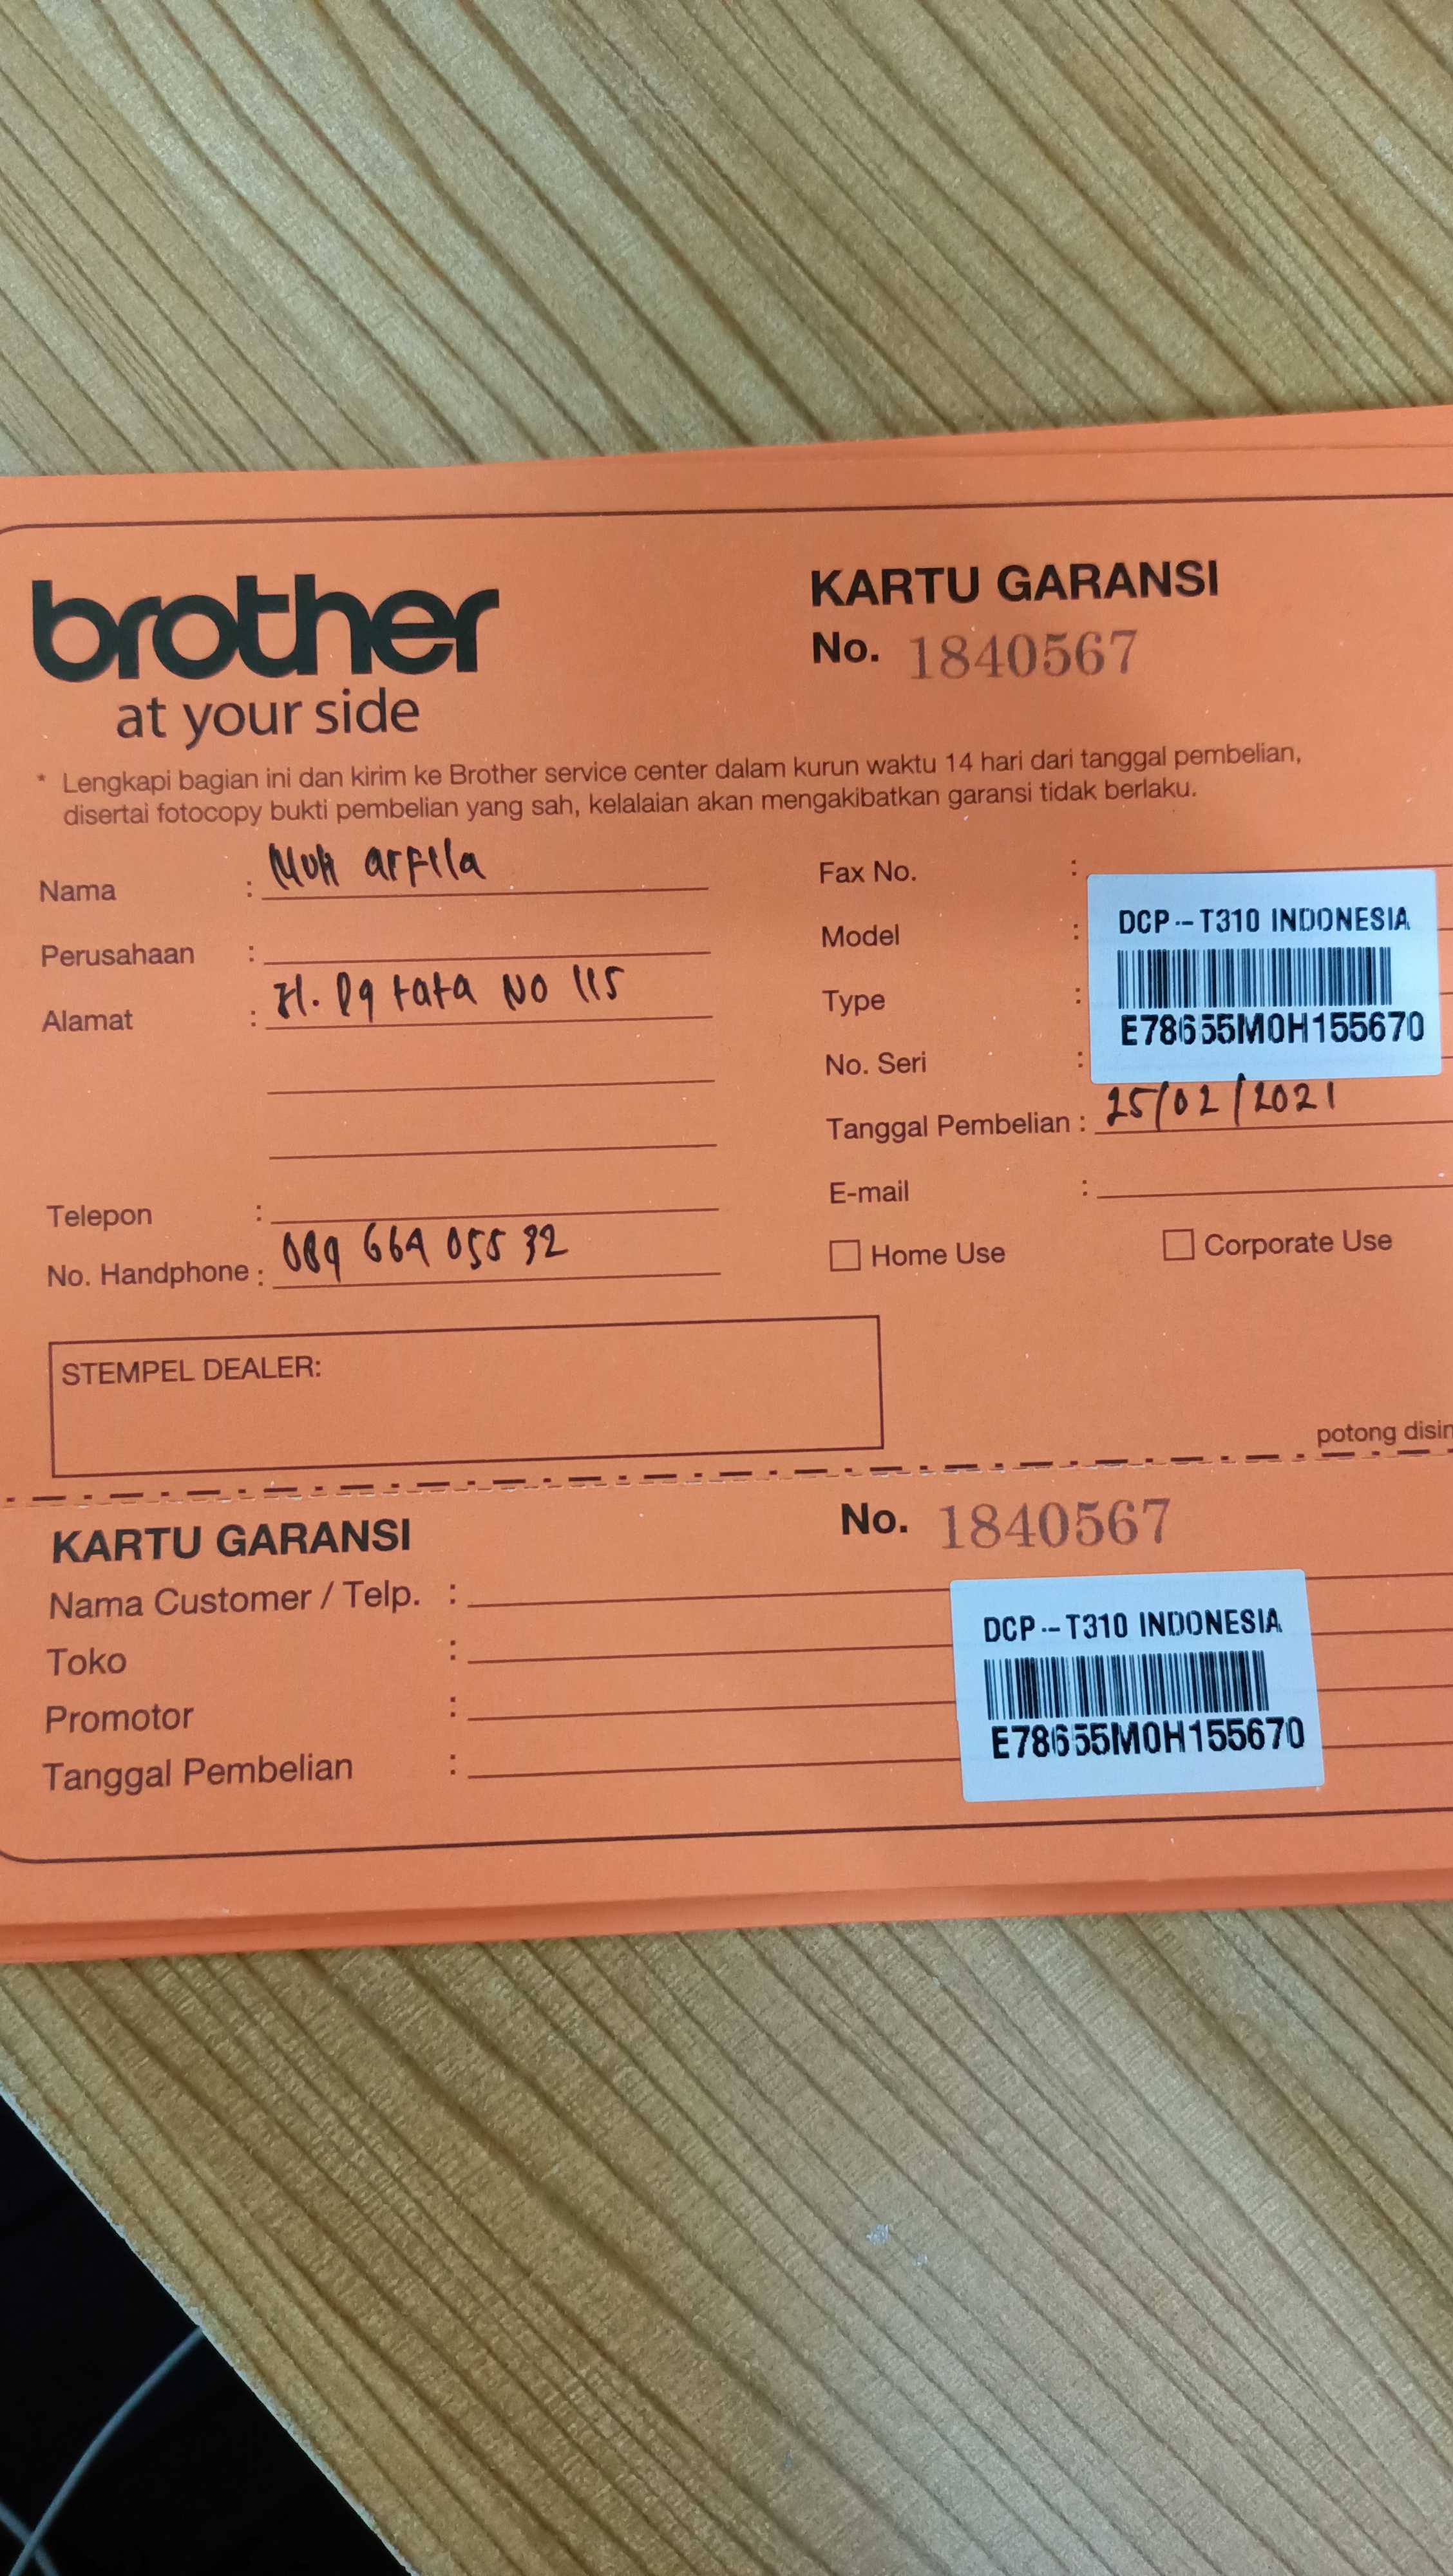 brother
at your side
KARTU GARANSI
No. 1840567
* Lengkapi bagian ini dan kirim ke Brother service center dalam kurun waktu 14 hari dari tanggal pembelian,
disertai fotocopy bukti pembelian yang sah, kelalaian akan mengakibatkan garansi tidak berlaku.
Nama : Muh arfila
Perusahaan :
Alamat : Jl. Dg tata No 115
Telepon :
No. Handphone : 089 664 055 32
Fax No. :
Model :
Type :
No. Seri :
DCP-T310 INDONESIA
E78655M0H155670
Tanggal Pembelian : 25/02/2021
E-mail :
Home Use Corporate Use
STEMPEL DEALER:
potong
KARTU GARANSI
No. 1840567
Nama Customer / Telp. :
Toko :
Promotor :
Tanggal Pembelian :
DCP-T310 INDONESIA
E78655M0H155670